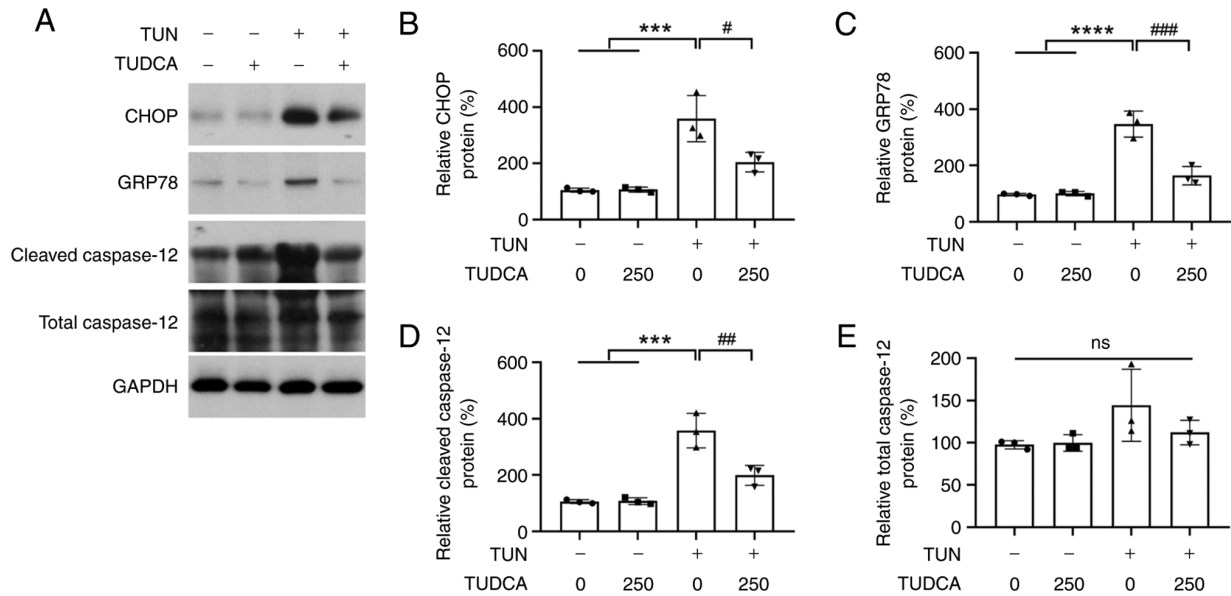 A
TUN − − + +
TUDCA − + − +
CHOP
GRP78
Cleaved caspase-12
Total caspase-12
GAPDH
B
*** #
Relative CHOP
protein (%)
600
400
200
0
TUN − − + +
TUDCA 0 250 0 250
C
**** ###
Relative GRP78
protein (%)
600
400
200
0
TUN − − + +
TUDCA 0 250 0 250
D
*** ##
Relative cleaved caspase-12
protein (%)
600
400
200
0
TUN − − + +
TUDCA 0 250 0 250
E
ns
Relative total caspase-12
protein (%)
200
150
100
50
0
TUN − − + +
TUDCA 0 250 0 250